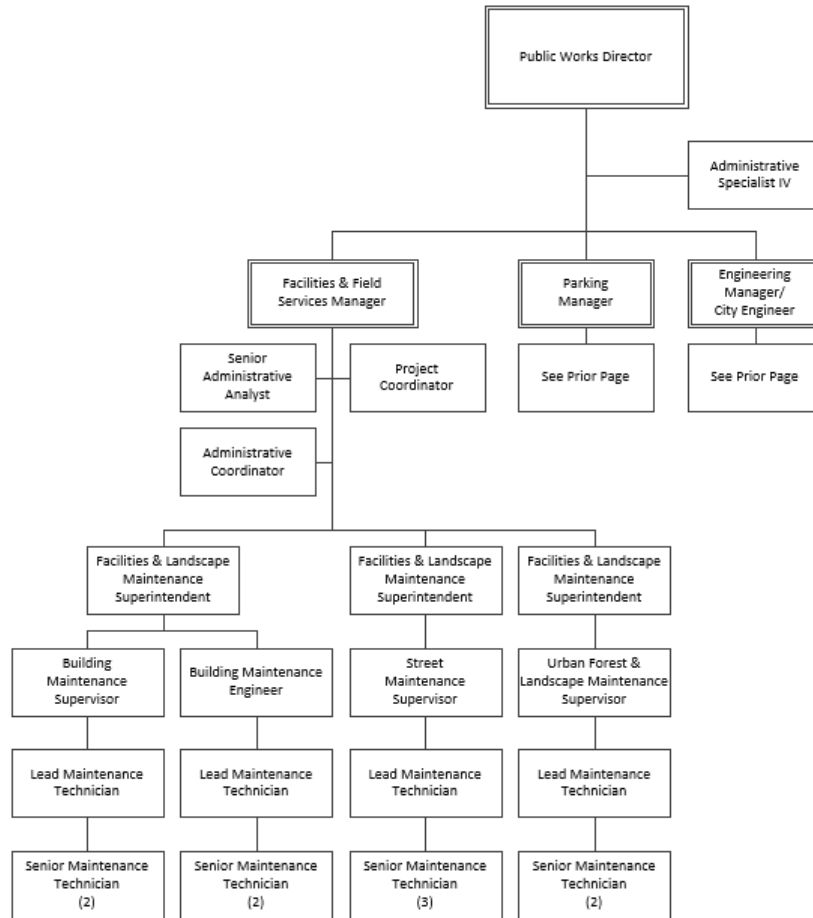 Public Works Director
Administrative
Specialist IV
Facilities & Field
Services Manager
Parking
Manager
Engineering
Manager/
City Engineer
Senior
Administrative
Analyst
Project
Coordinator
See Prior Page
See Prior Page
Administrative
Coordinator
Facilities & Landscape
Maintenance
Superintendent
Facilities & Landscape
Maintenance
Superintendent
Facilities & Landscape
Maintenance
Superintendent
Building
Maintenance
Supervisor
Building Maintenance
Engineer
Street
Maintenance
Supervisor
Urban Forest &
Landscape Maintenance
Supervisor
Lead Maintenance
Technician
Lead Maintenance
Technician
Lead Maintenance
Technician
Lead Maintenance
Technician
Senior Maintenance
Technician
(2)
Senior Maintenance
Technician
(2)
Senior Maintenance
Technician
(3)
Senior Maintenance
Technician
(2)